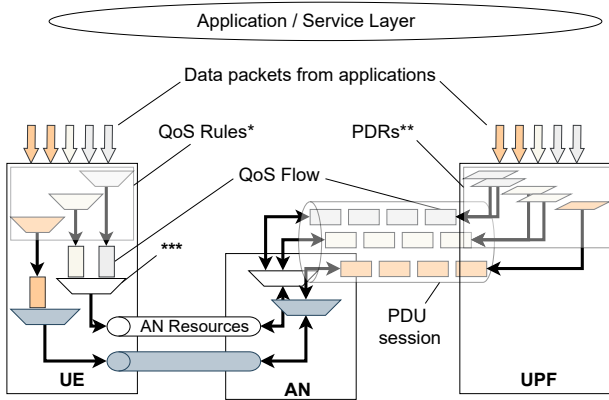 Application / Service Layer
Data packets from applications
QoS Rules*
PDRs**
QoS Flow
***
AN Resources
PDU
session
UE
AN
UPF